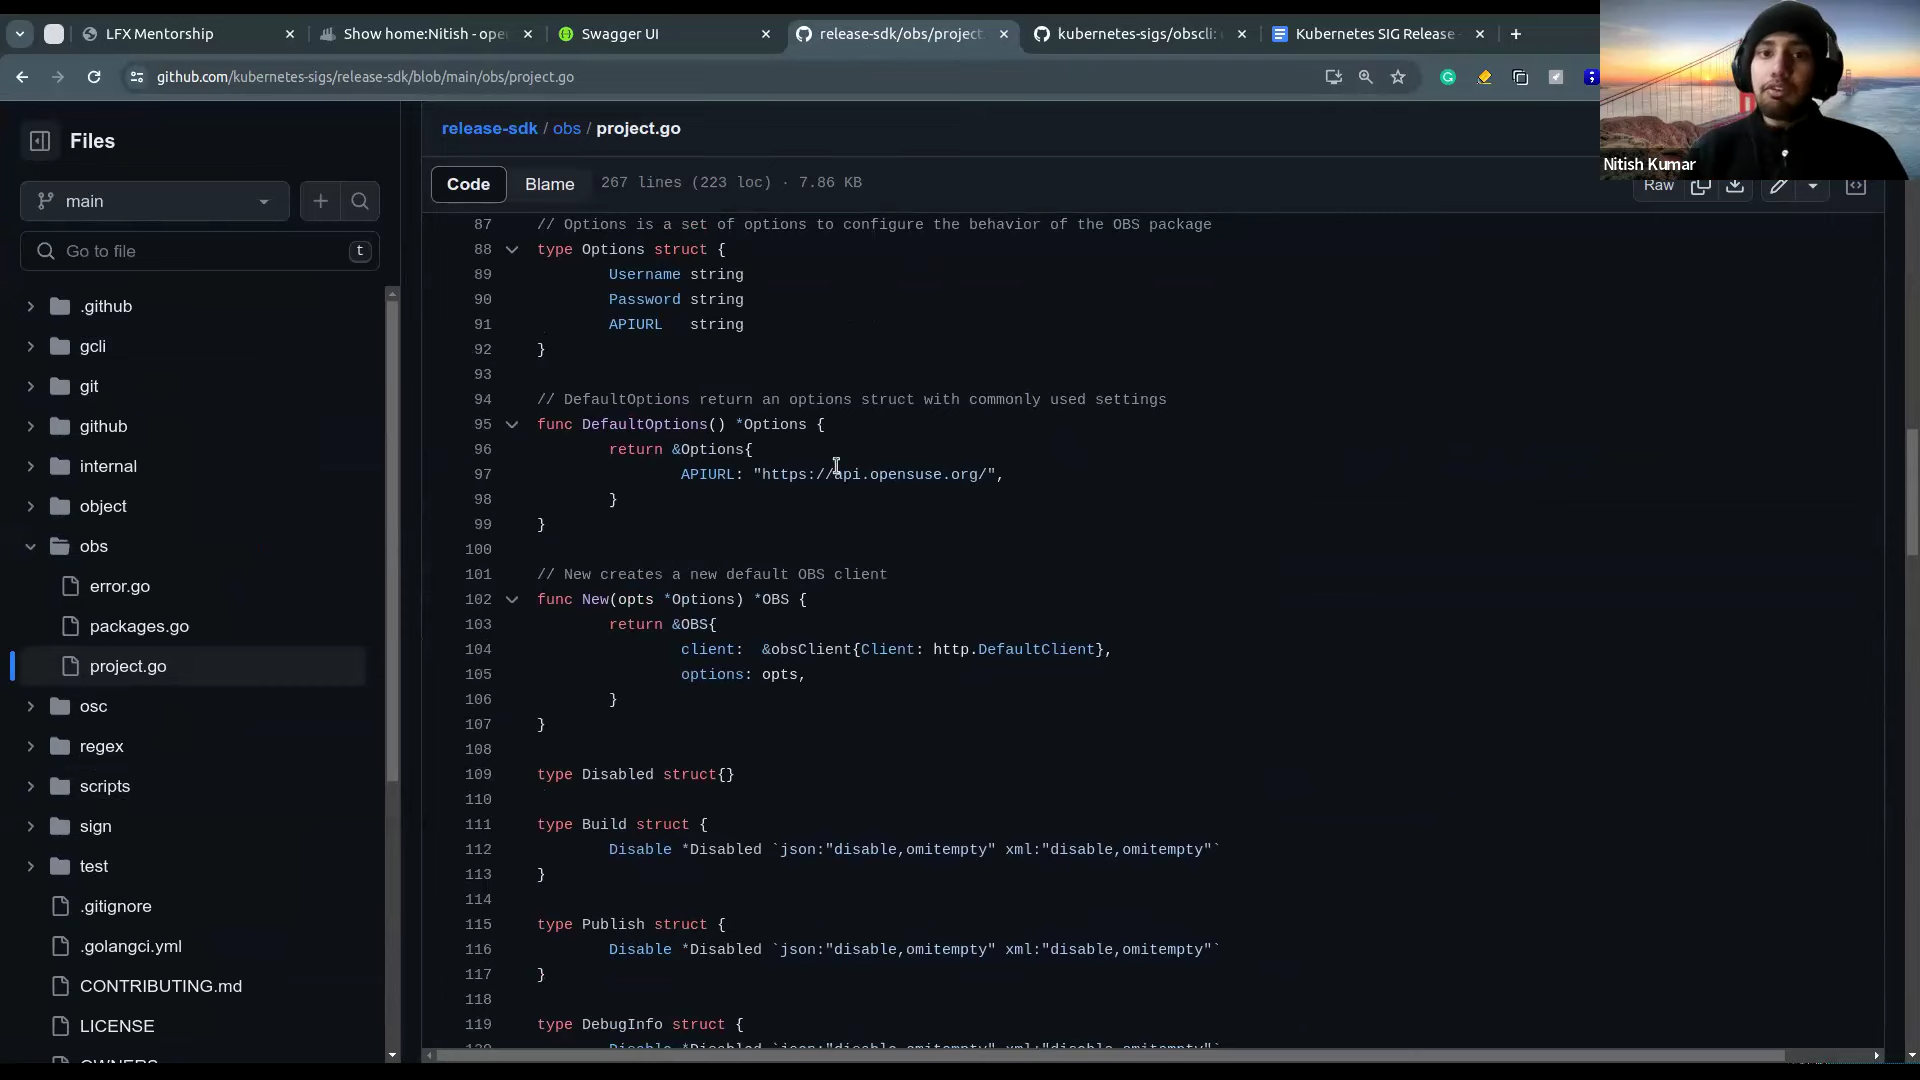 LFX Mentorship
Show home:Nitish - ope
Swagger UI
release-sdk/obs/project
kubernetes-sigs/obscli:
Kubernetes SIG Release
github.com/kubernetes-sigs/release-sdk/blob/main/obs/project.go
Nitish Kumar
Files
main
Go to file
t
.github
gcli
git
github
internal
object
obs
error.go
packages.go
project.go
osc
regex
scripts
sign
test
.gitignore
.golangci.yml
CONTRIBUTING.md
LICENSE
release-sdk / obs / project.go
Code
Blame
267 lines (223 loc) · 7.86 KB
Raw
87 // Options is a set of options to configure the behavior of the OBS package
88 type Options struct {
89 Username string
90 Password string
91 APIURL string
92 }
93
94 // DefaultOptions return an options struct with commonly used settings
95 func DefaultOptions() *Options {
96 return &Options{
97 APIURL: "https://api.opensuse.org/",
98 }
99 }
100
101 // New creates a new default OBS client
102 func New(opts *Options) *OBS {
103 return &OBS{
104 client: &obsClient{Client: http.DefaultClient},
105 options: opts,
106 }
107 }
108
109 type Disabled struct{}
110
111 type Build struct {
112 Disable *Disabled `json:"disable,omitempty" xml:"disable,omitempty"`
113 }
114
115 type Publish struct {
116 Disable *Disabled `json:"disable,omitempty" xml:"disable,omitempty"`
117 }
118
119 type DebugInfo struct {